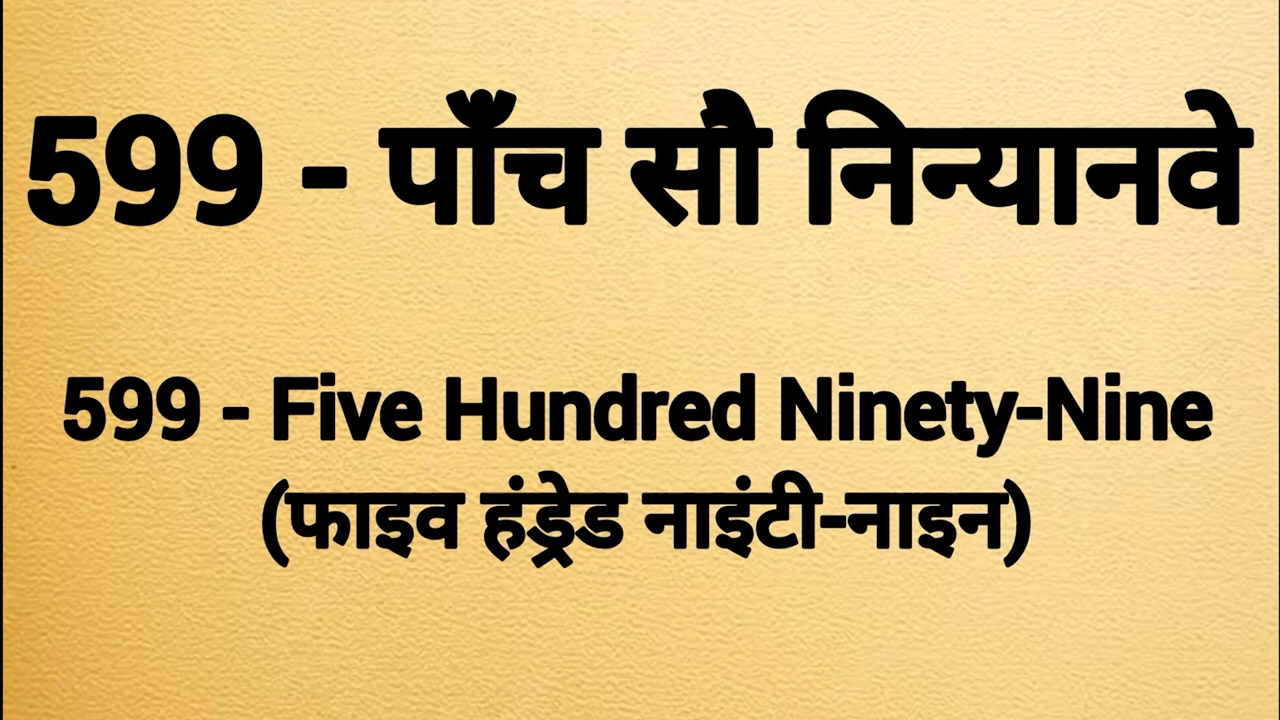 599 - पाँच सौ निन्यानवे
599 - Five Hundred Ninety-Nine
(फाइव हंड्रेड नाइंटी-नाइन)